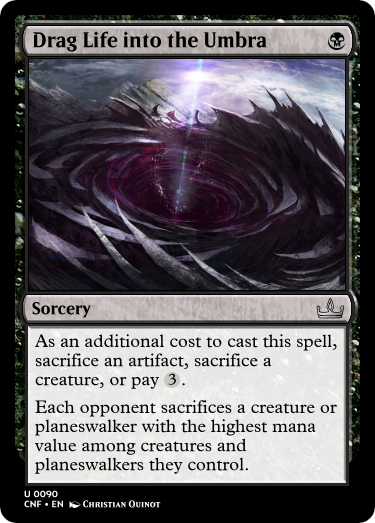 Drag Life into the Umbra
Sorcery
As an additional cost to cast this spell,
sacrifice an artifact, sacrifice a
creature, or pay 3.
Each opponent sacrifices a creature or
planeswalker with the highest mana
value among creatures and
planeswalkers they control.
U 0090
CNF • EN Christian Quinot